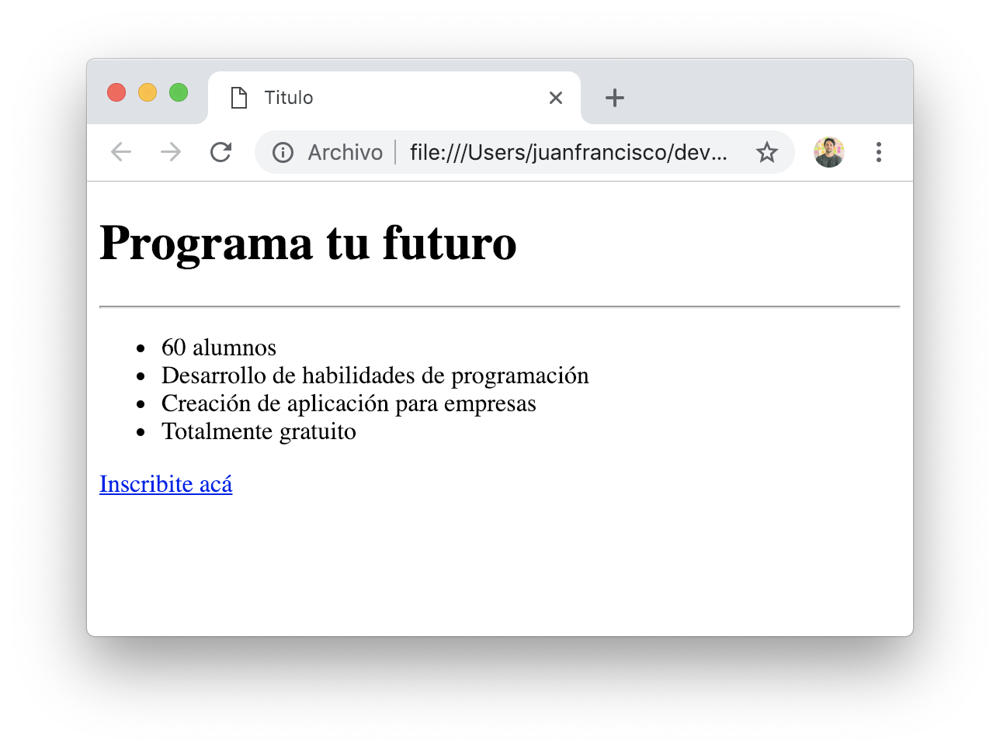 Titulo
Archivo file:///Users/juanfrancisco/dev...
Programa tu futuro
60 alumnos
Desarrollo de habilidades de programación
Creación de aplicación para empresas
Totalmente gratuito
Inscribite acá